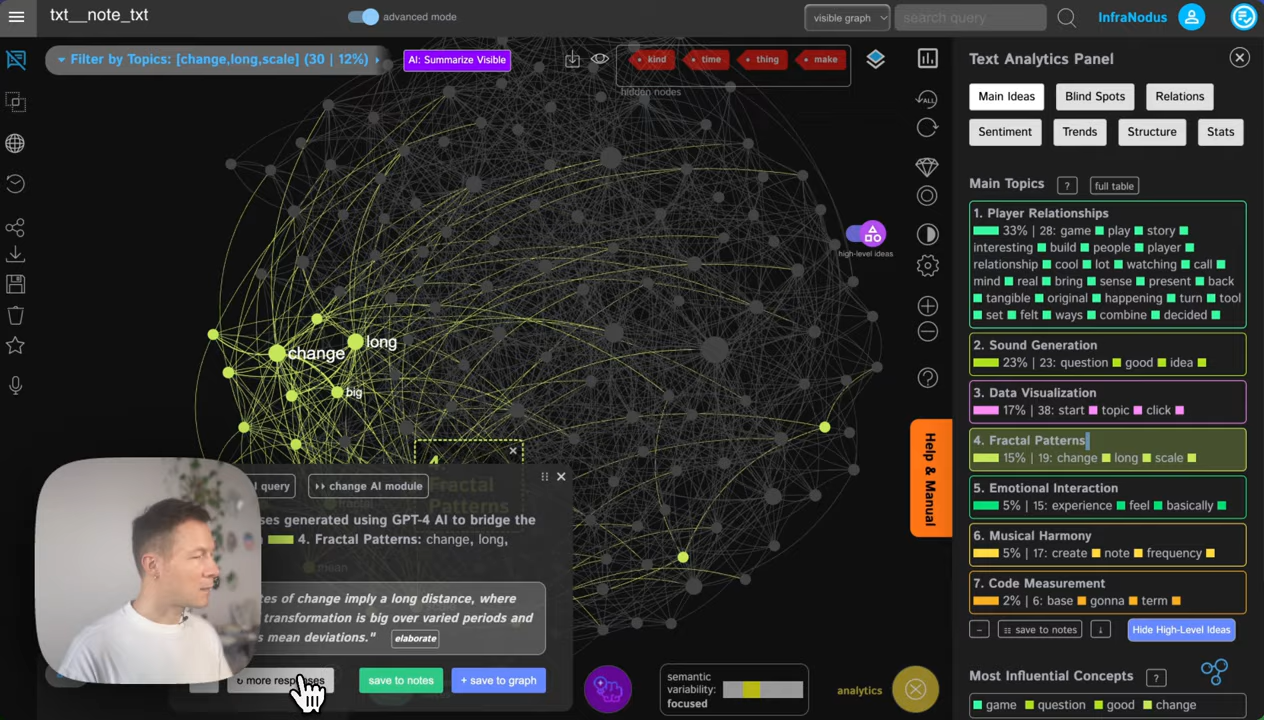 txt__note_txt
advanced mode
visible graph
search query
InfraNodus
Filter by Topics: [change,long,scale] (30 | 12%)
AI: Summarize Visible
kind
time
thing
make
hidden nodes
high-level ideas
change
long
big
4.
Fractal
Patterns
mean
query
change AI module
ses generated using GPT-4 AI to bridge the
4. Fractal Patterns: change, long,
tes of change imply a long distance, where
transformation is big over varied periods and
s mean deviations."
elaborate
more responses
save to notes
+ save to graph
semantic
variability:
focused
analytics
Help & Manual
Text Analytics Panel
Main Ideas
Blind Spots
Relations
Sentiment
Trends
Structure
Stats
Main Topics ? full table
1. Player Relationships
33% | 28: game play story
interesting build people player
relationship cool lot watching call
mind real bring sense present back
tangible original happening turn tool
set felt ways combine decided
2. Sound Generation
23% | 23: question good idea
3. Data Visualization
17% | 38: start topic click
4. Fractal Patterns
15% | 19: change long scale
5. Emotional Interaction
5% | 15: experience feel basically
6. Musical Harmony
5% | 17: create note frequency
7. Code Measurement
2% | 6: base gonna term
save to notes
Hide High-Level Ideas
Most Influential Concepts ?
game question good change